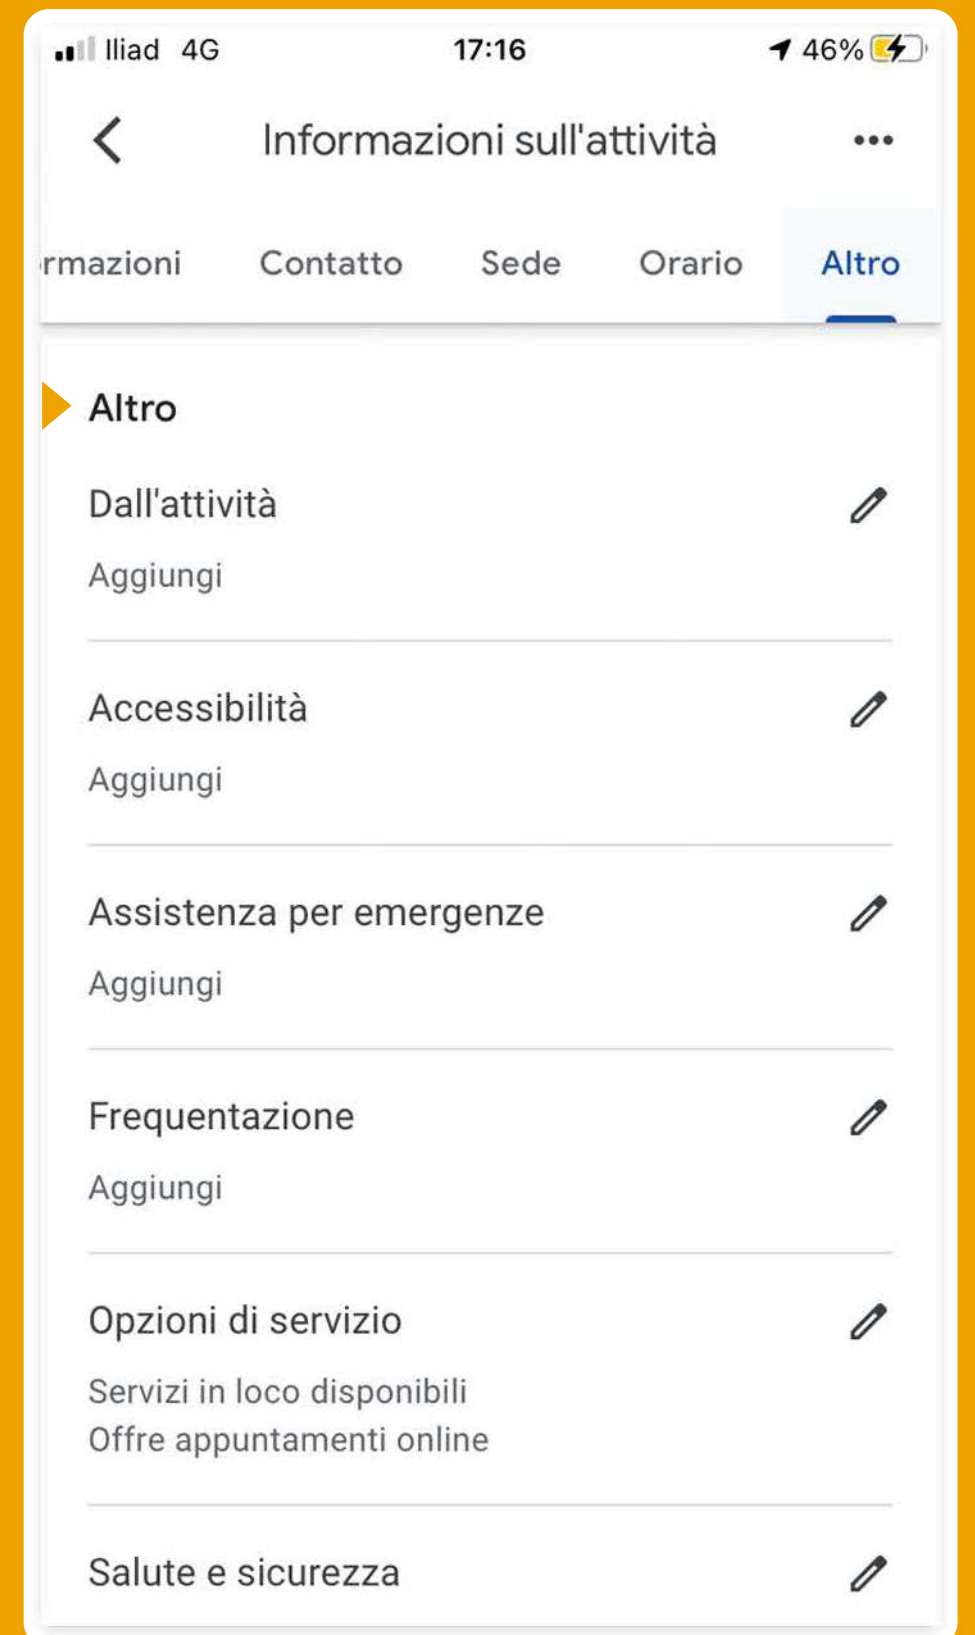 Iliad 4G 17:16 46%
Informazioni sull'attività
rmazioni Contatto Sede Orario Altro
Altro
Dall'attività
Aggiungi
Accessibilità
Aggiungi
Assistenza per emergenze
Aggiungi
Frequentazione
Aggiungi
Opzioni di servizio
Servizi in loco disponibili
Offre appuntamenti online
Salute e sicurezza